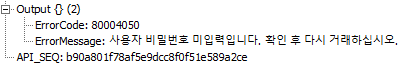 Output {} (2)
ErrorCode: 80004050
ErrorMessage: 사용자 비밀번호 미입력입니다. 확인 후 다시 거래하십시오.
API_SEQ: b90a801f78af5e9dcc8f0f51e589a2ce